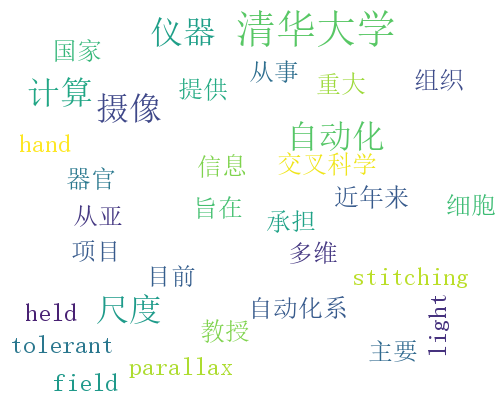 清华大学
仪器
国家
从事
重大
组织
计算
提供
摄像
自动化
hand
信息
交叉科学
器官
近年来
细胞
从亚
旨在
承担
项目
多维
目前
stitching
held
尺度
自动化系
light
tolerant
教授
主要
parallax
field